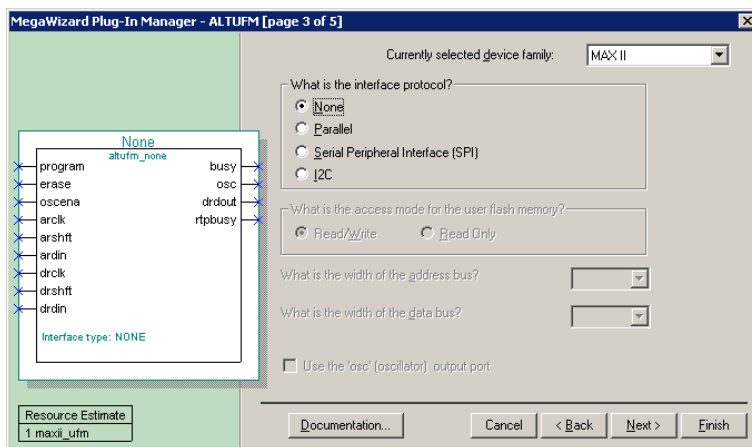 MegaWizard Plug-In Manager - ALTUFM [page 3 of 5]
Currently selected device family:
MAX II
What is the interface protocol?
None
Parallel
Serial Peripheral Interface (SPI)
I2C
What is the access mode for the user flash memory?
Read/Write
Read Only
What is the width of the address bus?
What is the width of the data bus?
Use the 'osc' (oscillator) output port
None
altufm_none
program
busy
erase
osc
oscena
drdout
arclk
rtpbusy
arshft
ardin
drclk
drshft
drdin
Interface type: NONE
Resource Estimate
1 maxii_ufm
Documentation...
Cancel
< Back
Next >
Finish